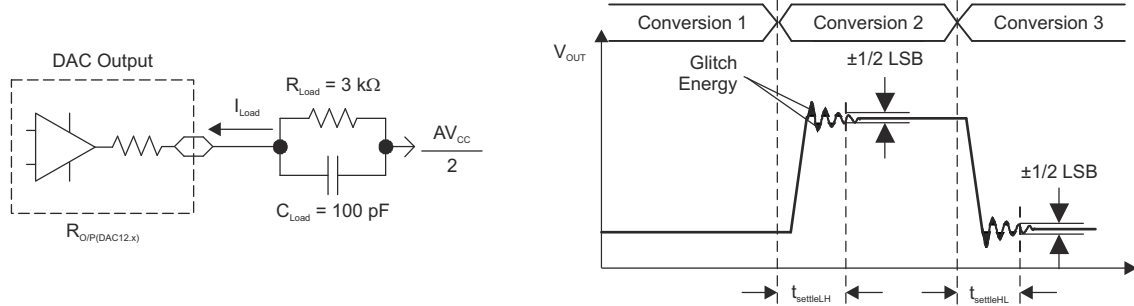 DAC Output
R_Load = 3 kΩ
I_Load
AV_CC
2
C_Load = 100 pF
R_O/P(DAC12.x)
Conversion 1
Conversion 2
Conversion 3
V_OUT
Glitch
Energy
±1/2 LSB
±1/2 LSB
t_settleLH
t_settleHL